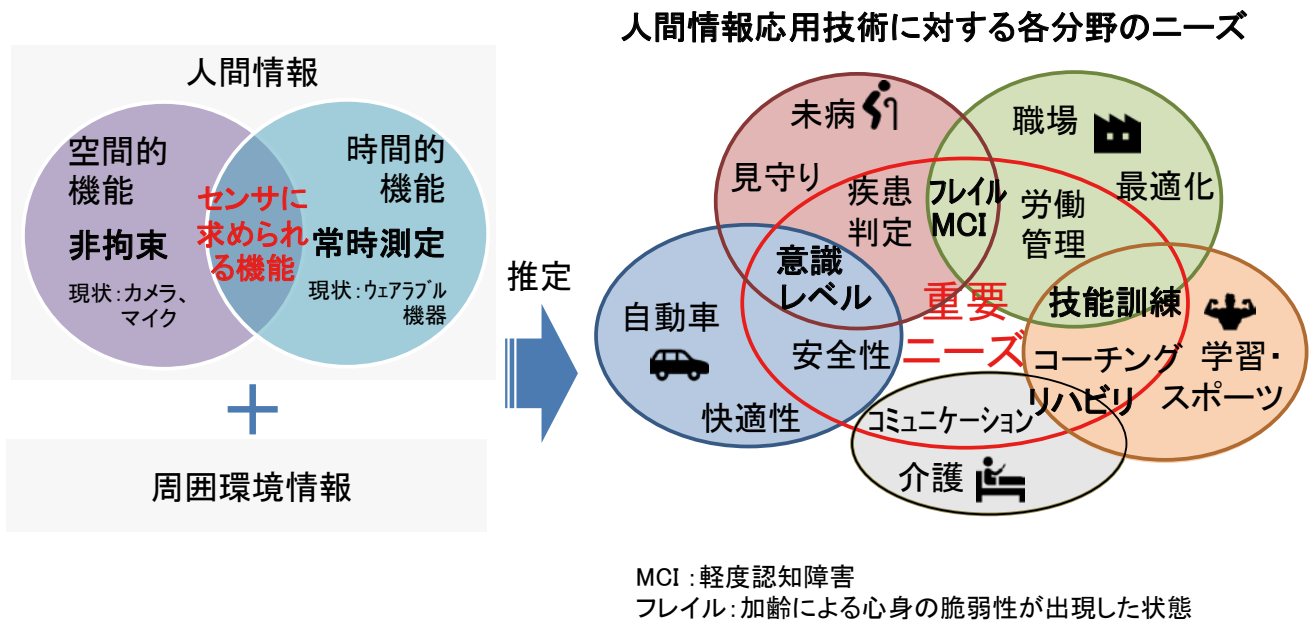 人間情報応用技術に対する各分野のニーズ
人間情報
空間的
機能
非拘束
現状：カメラ、
マイク
センサに
求められ
る機能
時間的
機能
常時測定
現状：ウェアラブル
機器
＋
周囲環境情報
推定
未病
見守り
疾患
判定
フレイル
MCI
職場
最適化
労働
管理
意識
レベル
重要
ニーズ
技能訓練
自動車
安全性
快適性
コーチング
リハビリ
学習・
スポーツ
コミュニケーション
介護
MCI ：軽度認知障害
フレイル：加齢による心身の脆弱性が出現した状態